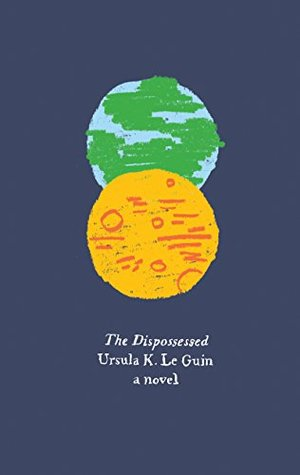 The Dispossessed
Ursula K. Le Guin
a novel